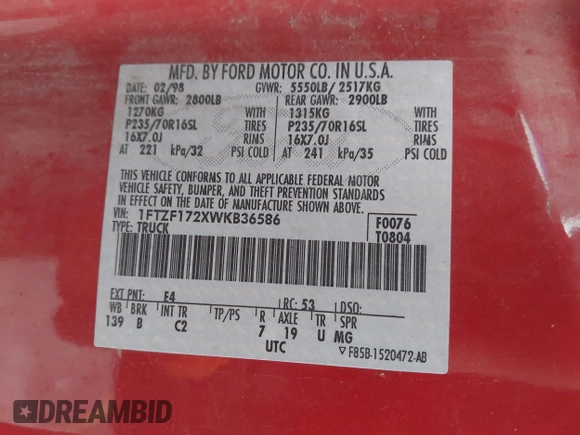 MFD. BY FORD MOTOR CO. IN U.S.A.
DATE: 02/98 GVWR: 5550LB/ 2517KG
FRONT GAWR: 2800LB REAR GAWR: 2900LB
1270KG WITH 1315KG WITH
P235/70R16SL TIRES P235/70R16SL TIRES
16X7.0J RIMS 16X7.0J RIMS
AT 221 kPa/32 PSI COLD AT 241 kPa/35 PSI COLD
THIS VEHICLE CONFORMS TO ALL APPLICABLE FEDERAL MOTOR
VEHICLE SAFETY, BUMPER, AND THEFT PREVENTION STANDARDS
IN EFFECT ON THE DATE OF MANUFACTURE SHOWN ABOVE.
VIN: 1FTZF172XWKB36586 F0076
TYPE: TRUCK T0804
EXT PNT: E4 RC: 53 DSO:
WB BRK INT TR TP/PS R AXLE TR SPR
139 B C2 7 19 U MG
UTC F85B-1520472-AB
DREAMBID